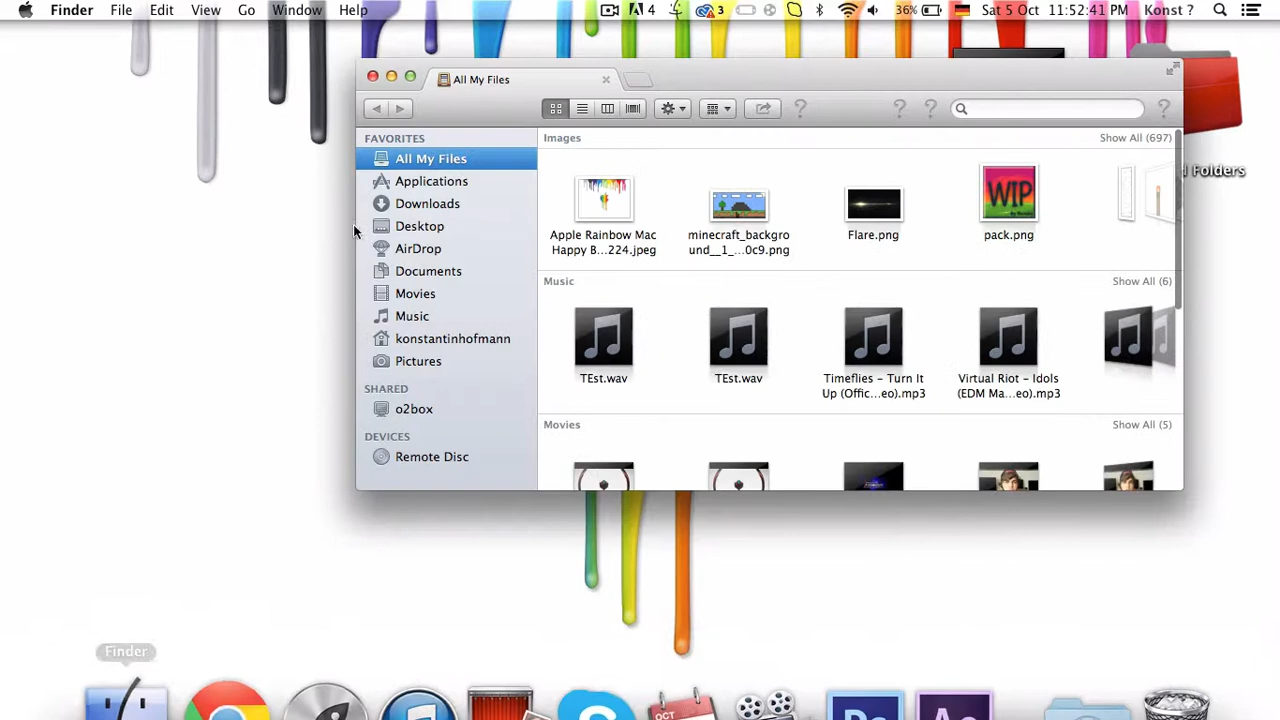 Finder File Edit View Go Window Help 4 3 36% Sat 5 Oct 11:52:41 PM Konst ?
All My Files
FAVORITES
All My Files
Applications
Downloads
Desktop
AirDrop
Documents
Movies
Music
konstantinhofmann
Pictures
SHARED
o2box
DEVICES
Remote Disc
? ? ? ?
Images Show All (697)
WIP
Apple Rainbow Mac
Happy B...224.jpeg
minecraft_backgro
und__1_...0c9.png
Flare.png
pack.png
Music Show All (6)
TEst.wav
TEst.wav
Timeflies - Turn It
Up (Offic...eo).mp3
Virtual Riot - Idols
(EDM Ma...eo).mp3
Movies Show All (5)
d Folders
Finder
OCT
Ps
Ae